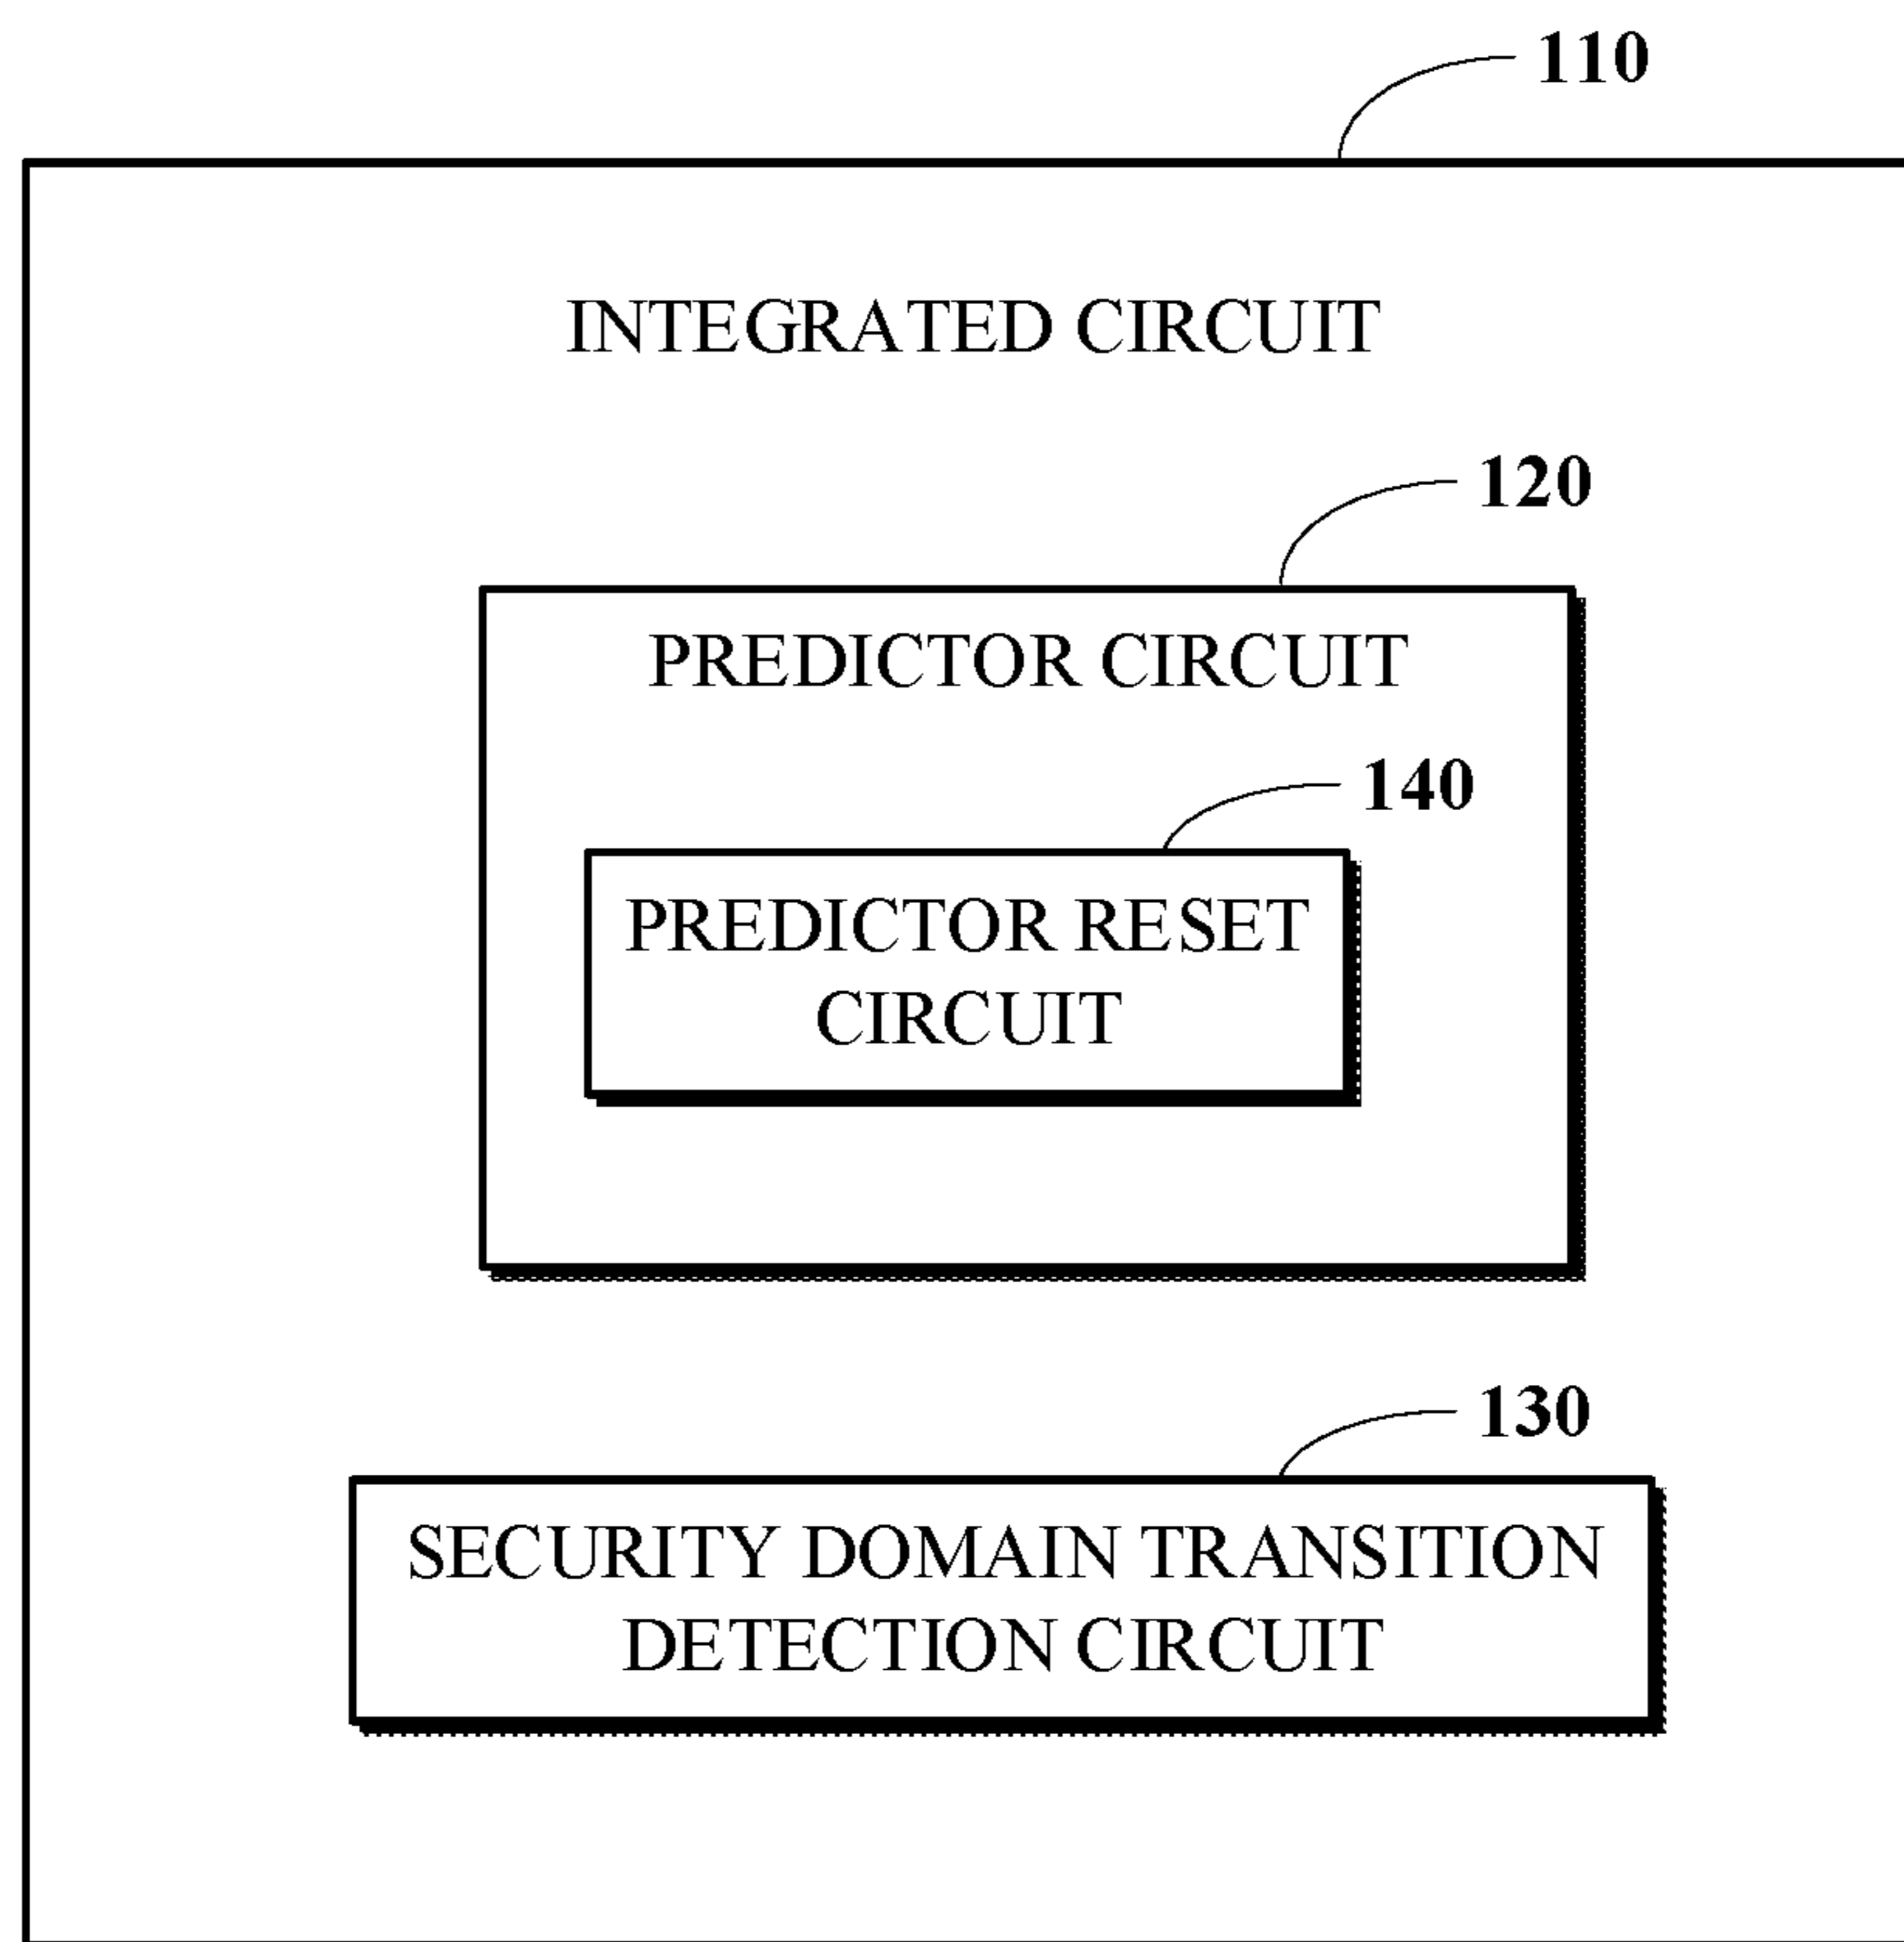 110
INTEGRATED CIRCUIT
120
PREDICTOR CIRCUIT
140
PREDICTOR RESET
CIRCUIT
130
SECURITY DOMAIN TRANSITION
DETECTION CIRCUIT